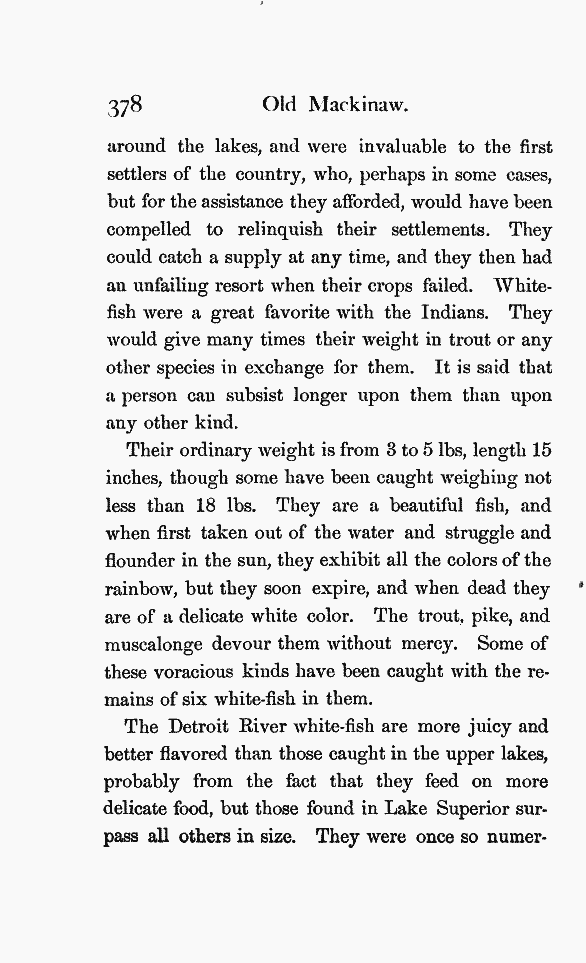 378 Old Mackinaw.
around the lakes, and were invaluable to the first
settlers of the country, who, perhaps in some cases,
but for the assistance they afforded, would have been
compelled to relinquish their settlements. They
could catch a supply at any time, and they then had
an unfailing resort when their crops failed. White-
fish were a great favorite with the Indians. They
would give many times their weight in trout or any
other species in exchange for them. It is said that
a person can subsist longer upon them than upon
any other kind.
Their ordinary weight is from 3 to 5 lbs, length 15
inches, though some have been caught weighing not
less than 18 lbs. They are a beautiful fish, and
when first taken out of the water and struggle and
flounder in the sun, they exhibit all the colors of the
rainbow, but they soon expire, and when dead they
are of a delicate white color. The trout, pike, and
muscalonge devour them without mercy. Some of
these voracious kinds have been caught with the re-
mains of six white-fish in them.
The Detroit River white-fish are more juicy and
better flavored than those caught in the upper lakes,
probably from the fact that they feed on more
delicate food, but those found in Lake Superior sur-
pass all others in size. They were once so numer-